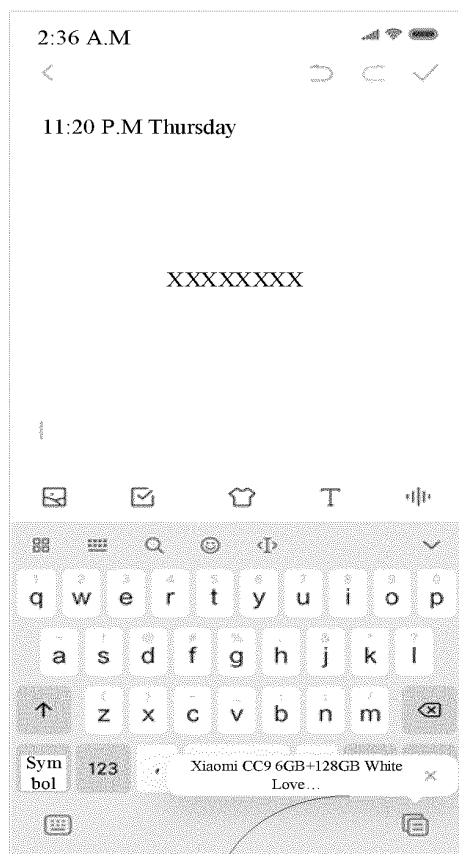 2:36 A.M
11:20 P.M Thursday
XXXXXXXX
T
q w e r t y u i o p
a s d f g h j k l
z x c v b n m
Sym
bol
123
,
Xiaomi CC9 6GB+128GB White
Love…